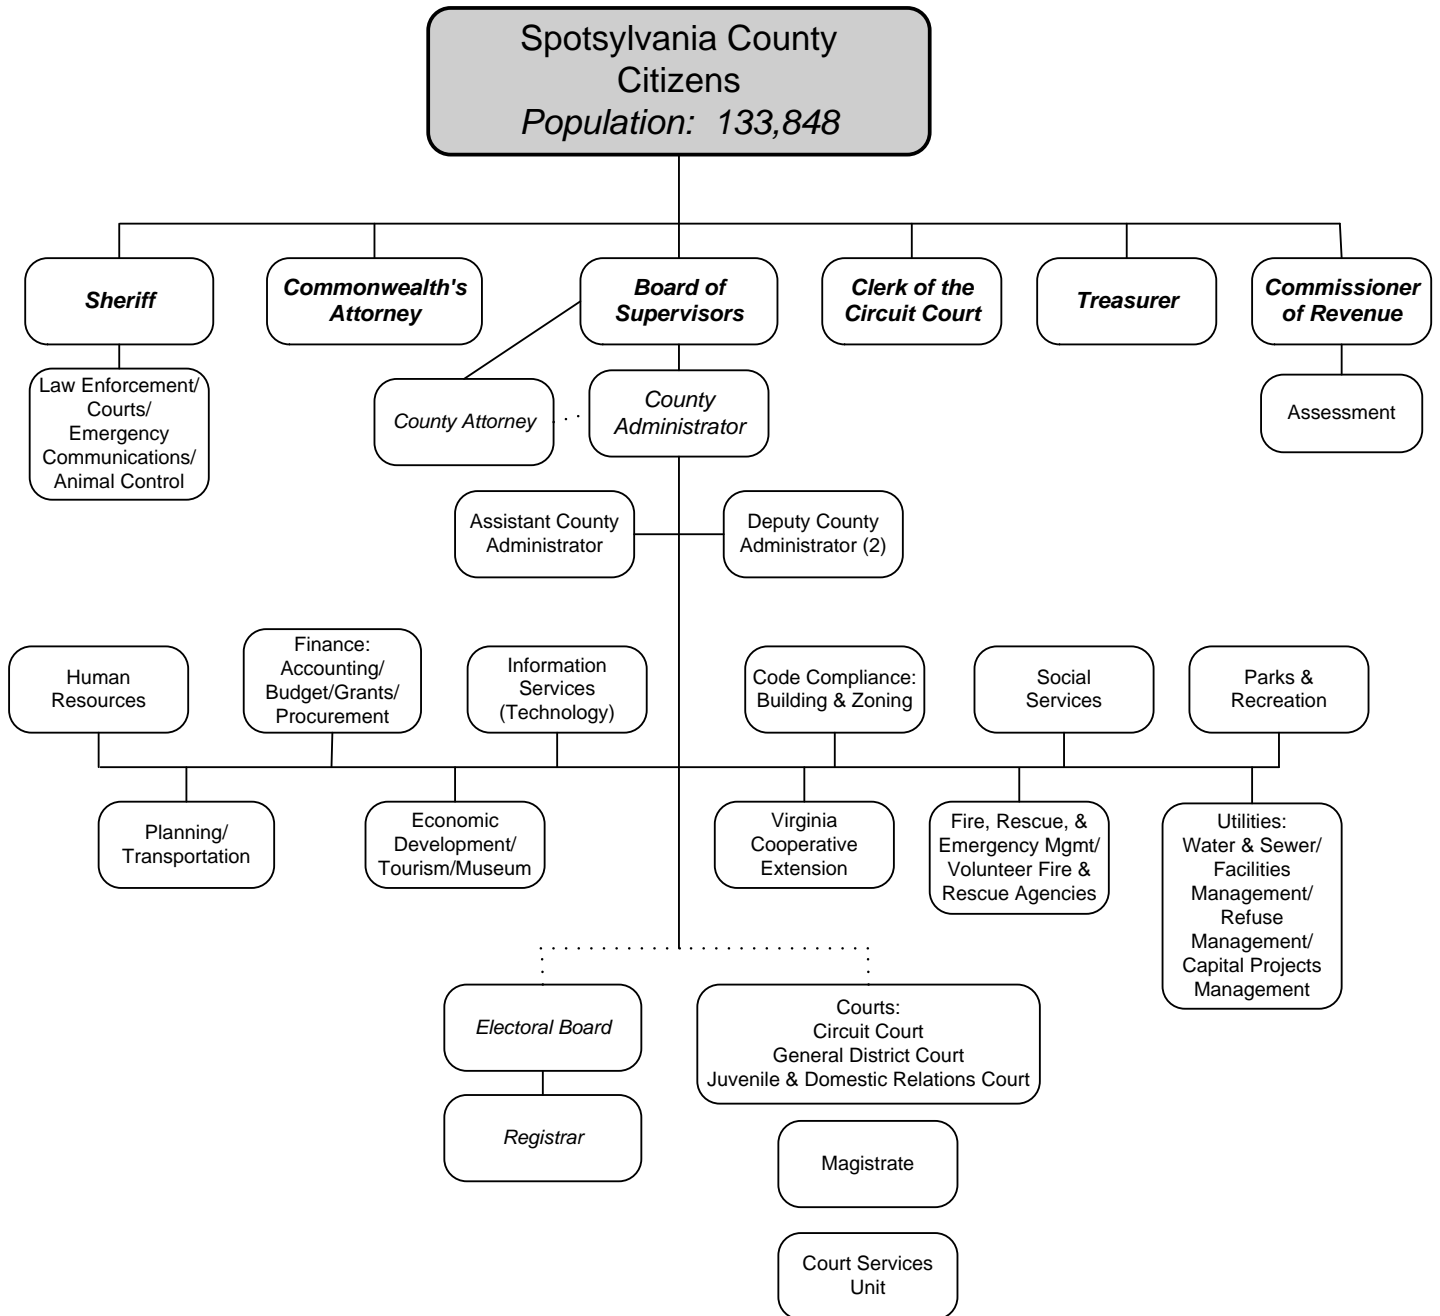 Spotsylvania County
Citizens
Population: 133,848
Sheriff
Commonwealth's
Attorney
Board of
Supervisors
Clerk of the
Circuit Court
Treasurer
Commissioner
of Revenue
Law Enforcement/
Courts/
Emergency
Communications/
Animal Control
County Attorney
County
Administrator
Assessment
Assistant County
Administrator
Deputy County
Administrator (2)
Human
Resources
Finance:
Accounting/
Budget/Grants/
Procurement
Information
Services
(Technology)
Code Compliance:
Building & Zoning
Social
Services
Parks &
Recreation
Planning/
Transportation
Economic
Development/
Tourism/Museum
Virginia
Cooperative
Extension
Fire, Rescue, &
Emergency Mgmt/
Volunteer Fire &
Rescue Agencies
Utilities:
Water & Sewer/
Facilities
Management/
Refuse
Management/
Capital Projects
Management
Electoral Board
Registrar
Courts:
Circuit Court
General District Court
Juvenile & Domestic Relations Court
Magistrate
Court Services
Unit